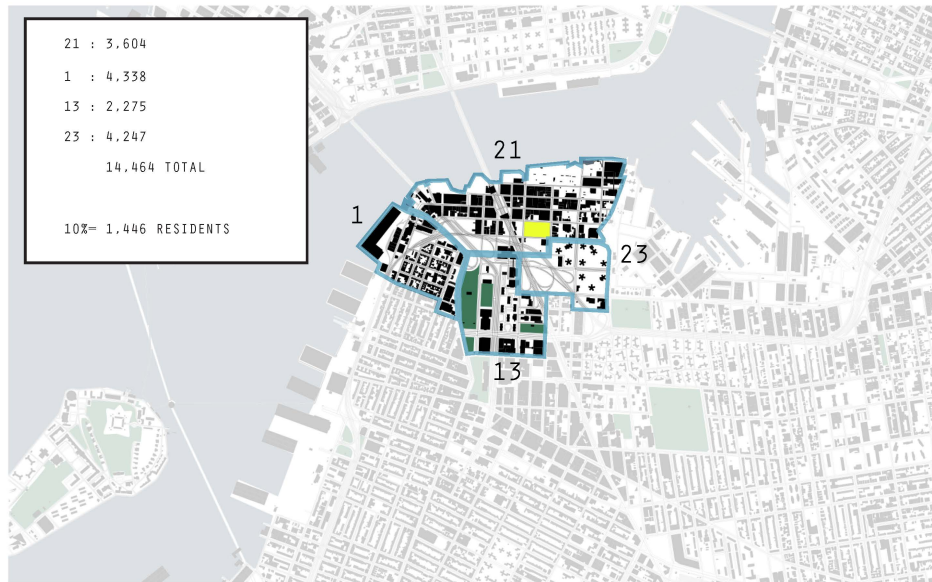 21 : 3,604
1 : 4,338
13 : 2,275
23 : 4,247
14,464 TOTAL
10%= 1,446 RESIDENTS
21
1
23
13